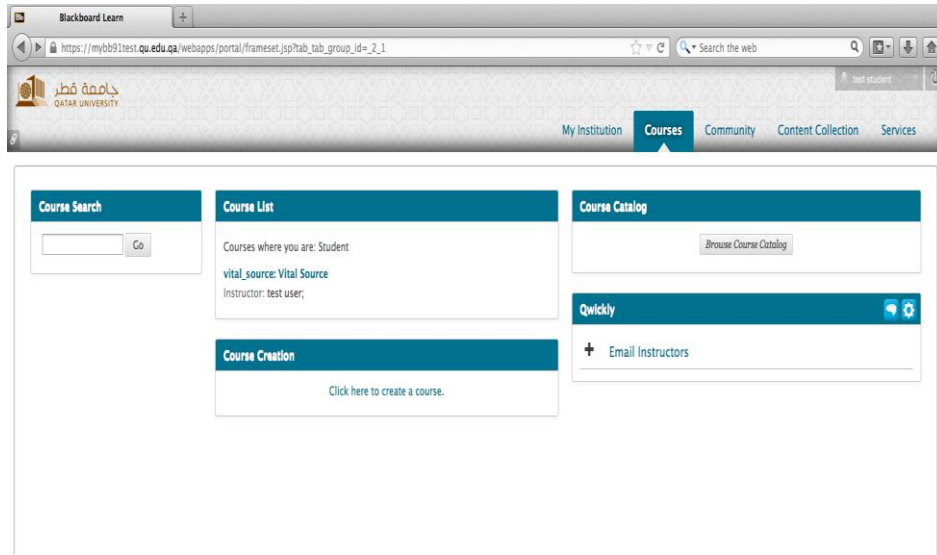 Blackboard Learn
https://mybb91test.qu.edu.qa/webapps/portal/frameset.jsp?tab_tab_group_id=_2_1
Search the web
جامعة قطر
QATAR UNIVERSITY
test student
My Institution Courses Community Content Collection Services
Course Search
Go
Course List
Courses where you are: Student
vital_source: Vital Source
Instructor: test user;
Course Creation
Click here to create a course.
Course Catalog
Browse Course Catalog
Qwickly
Email Instructors